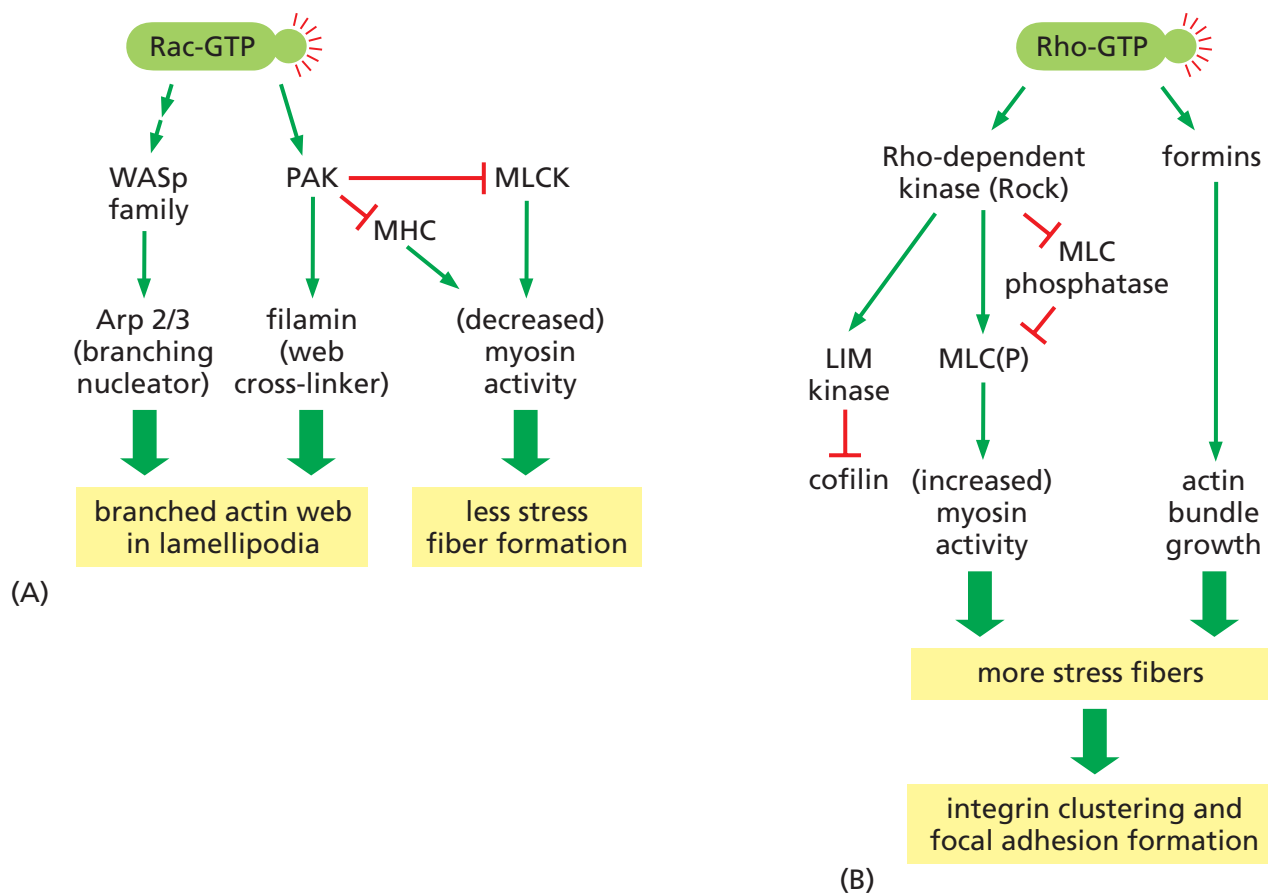 Rac-GTP
WASp
family
PAK
MLCK
MHC
Arp 2/3
(branching
nucleator)
filamin
(web
cross-linker)
(decreased)
myosin
activity
branched actin web
in lamellipodia
less stress
fiber formation
(A)
Rho-GTP
Rho-dependent
kinase (Rock)
formins
MLC
phosphatase
LIM
kinase
MLC(P)
cofilin
(increased)
myosin
activity
actin
bundle
growth
more stress fibers
integrin clustering and
focal adhesion formation
(B)